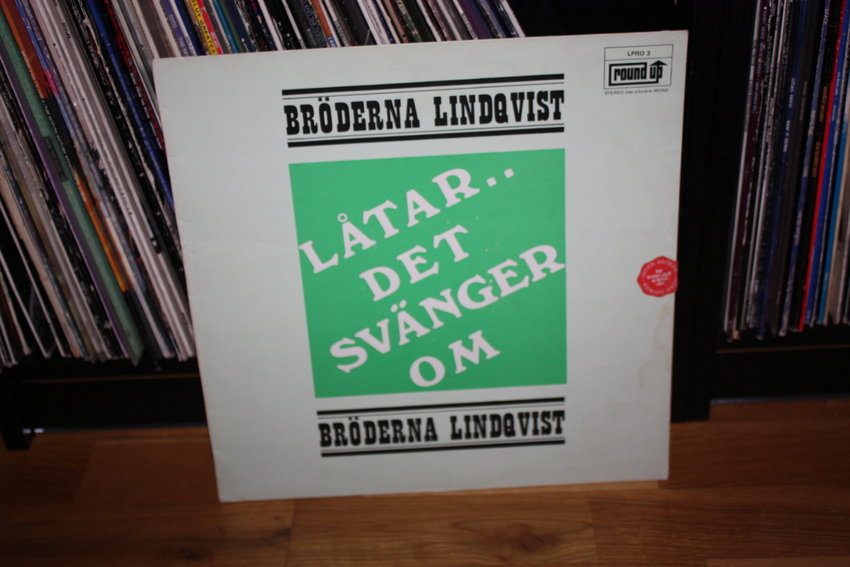 LPRO 3
round up
BRÖDERNA LINDQVIST
LÅTAR..
DET
SVÄNGER
OM
BRÖDERNA LINDQVIST